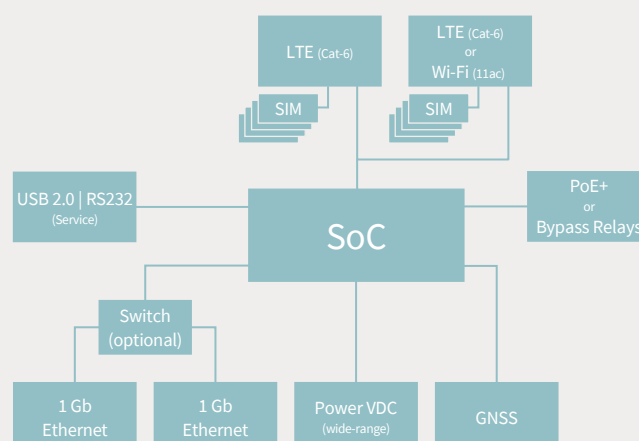 LTE (Cat-6)
LTE (Cat-6)
or
Wi-Fi (11ac)
SIM
SIM
USB 2.0 | RS232
(Service)
SoC
PoE+
or
Bypass Relays
Switch
(optional)
1 Gb
Ethernet
1 Gb
Ethernet
Power VDC
(wide-range)
GNSS